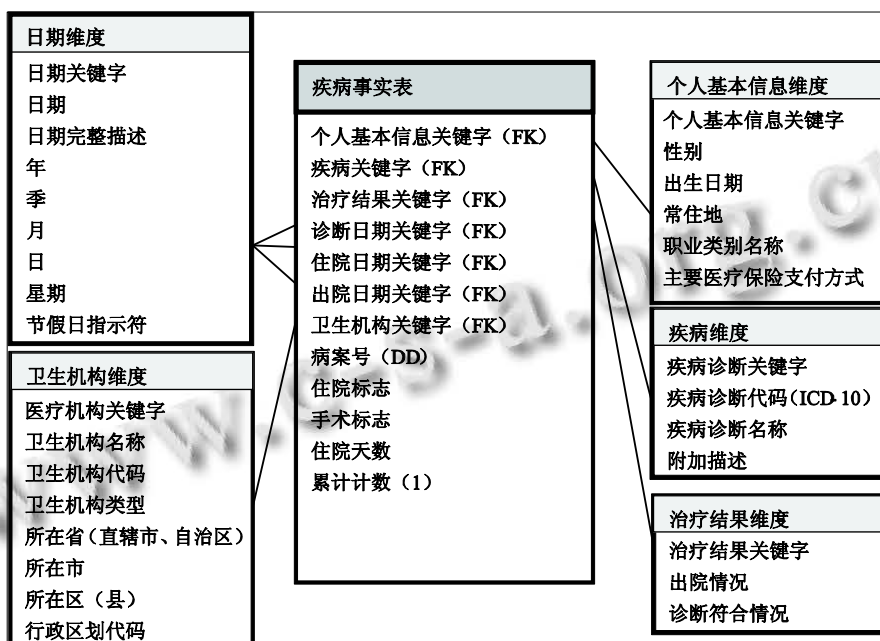 日期维度
日期关键字
日期
日期完整描述
年
季
月
日
星期
节假日指示符
卫生机构维度
医疗机构关键字
卫生机构名称
卫生机构代码
卫生机构类型
所在省(直辖市、自治区)
所在市
所在区(县)
行政区划代码
疾病事实表
个人基本信息关键字(FK)
疾病关键字(FK)
治疗结果关键字(FK)
诊断日期关键字(FK)
住院日期关键字(FK)
出院日期关键字(FK)
卫生机构关键字(FK)
病案号(DD)
住院标志
手术标志
住院天数
累计计数(1)
个人基本信息维度
个人基本信息关键字
性别
出生日期
常住地
职业类别名称
主要医疗保险支付方式
疾病维度
疾病诊断关键字
疾病诊断代码(ICD-10)
疾病诊断名称
附加描述
治疗结果维度
治疗结果关键字
出院情况
诊断符合情况
www.c-s-a.org.c